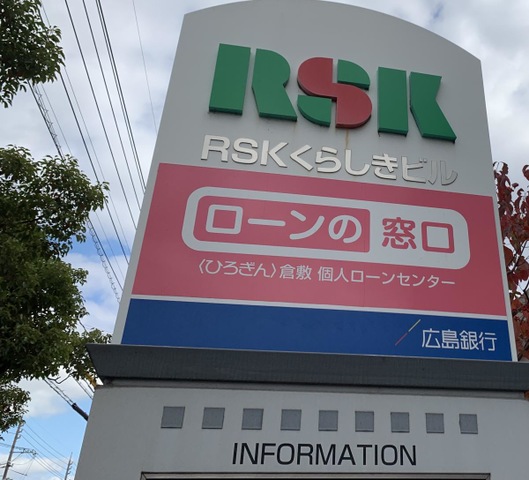 RSK
RSKくらしきビル
ローンの窓口
〈ひろぎん〉倉敷 個人ローンセンター
広島銀行
INFORMATION